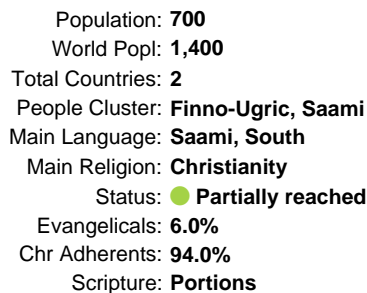 Population: 700
World Popl: 1,400
Total Countries: 2
People Cluster: Finno-Ugric, Saami
Main Language: Saami, South
Main Religion: Christianity
Status: Partially reached
Evangelicals: 6.0%
Chr Adherents: 94.0%
Scripture: Portions